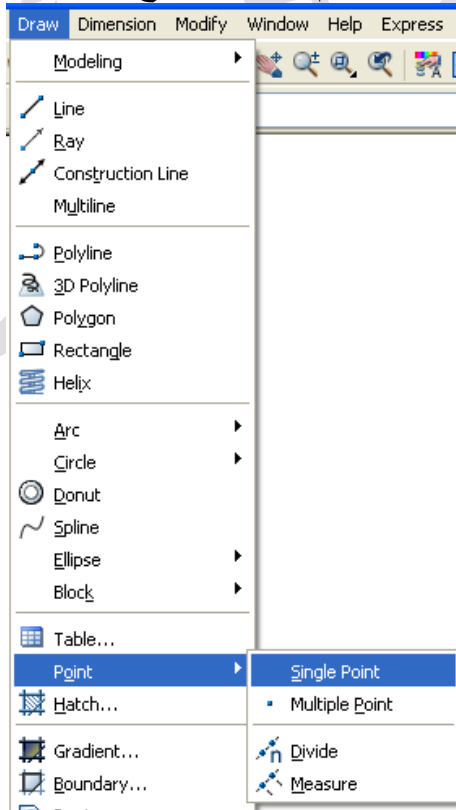 Draw Dimension Modify Window Help Express
Modeling
Line
Ray
Construction Line
Multiline
Polyline
3D Polyline
Polygon
Rectangle
Helix
Arc
Circle
Donut
Spline
Ellipse
Block
Table...
Point
Single Point
Hatch...
Multiple Point
Gradient...
Divide
Boundary...
Measure